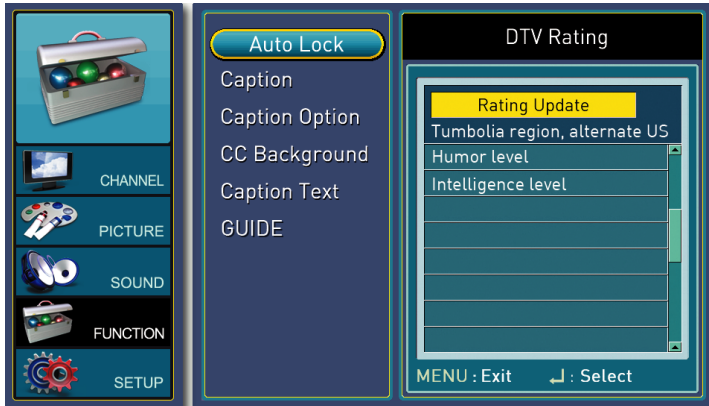 CHANNEL
PICTURE
SOUND
FUNCTION
SETUP
Auto Lock
Caption
Caption Option
CC Background
Caption Text
GUIDE
DTV Rating
Rating Update
Tumbolia region, alternate US
Humor level
Intelligence level
MENU : Exit ↵ : Select